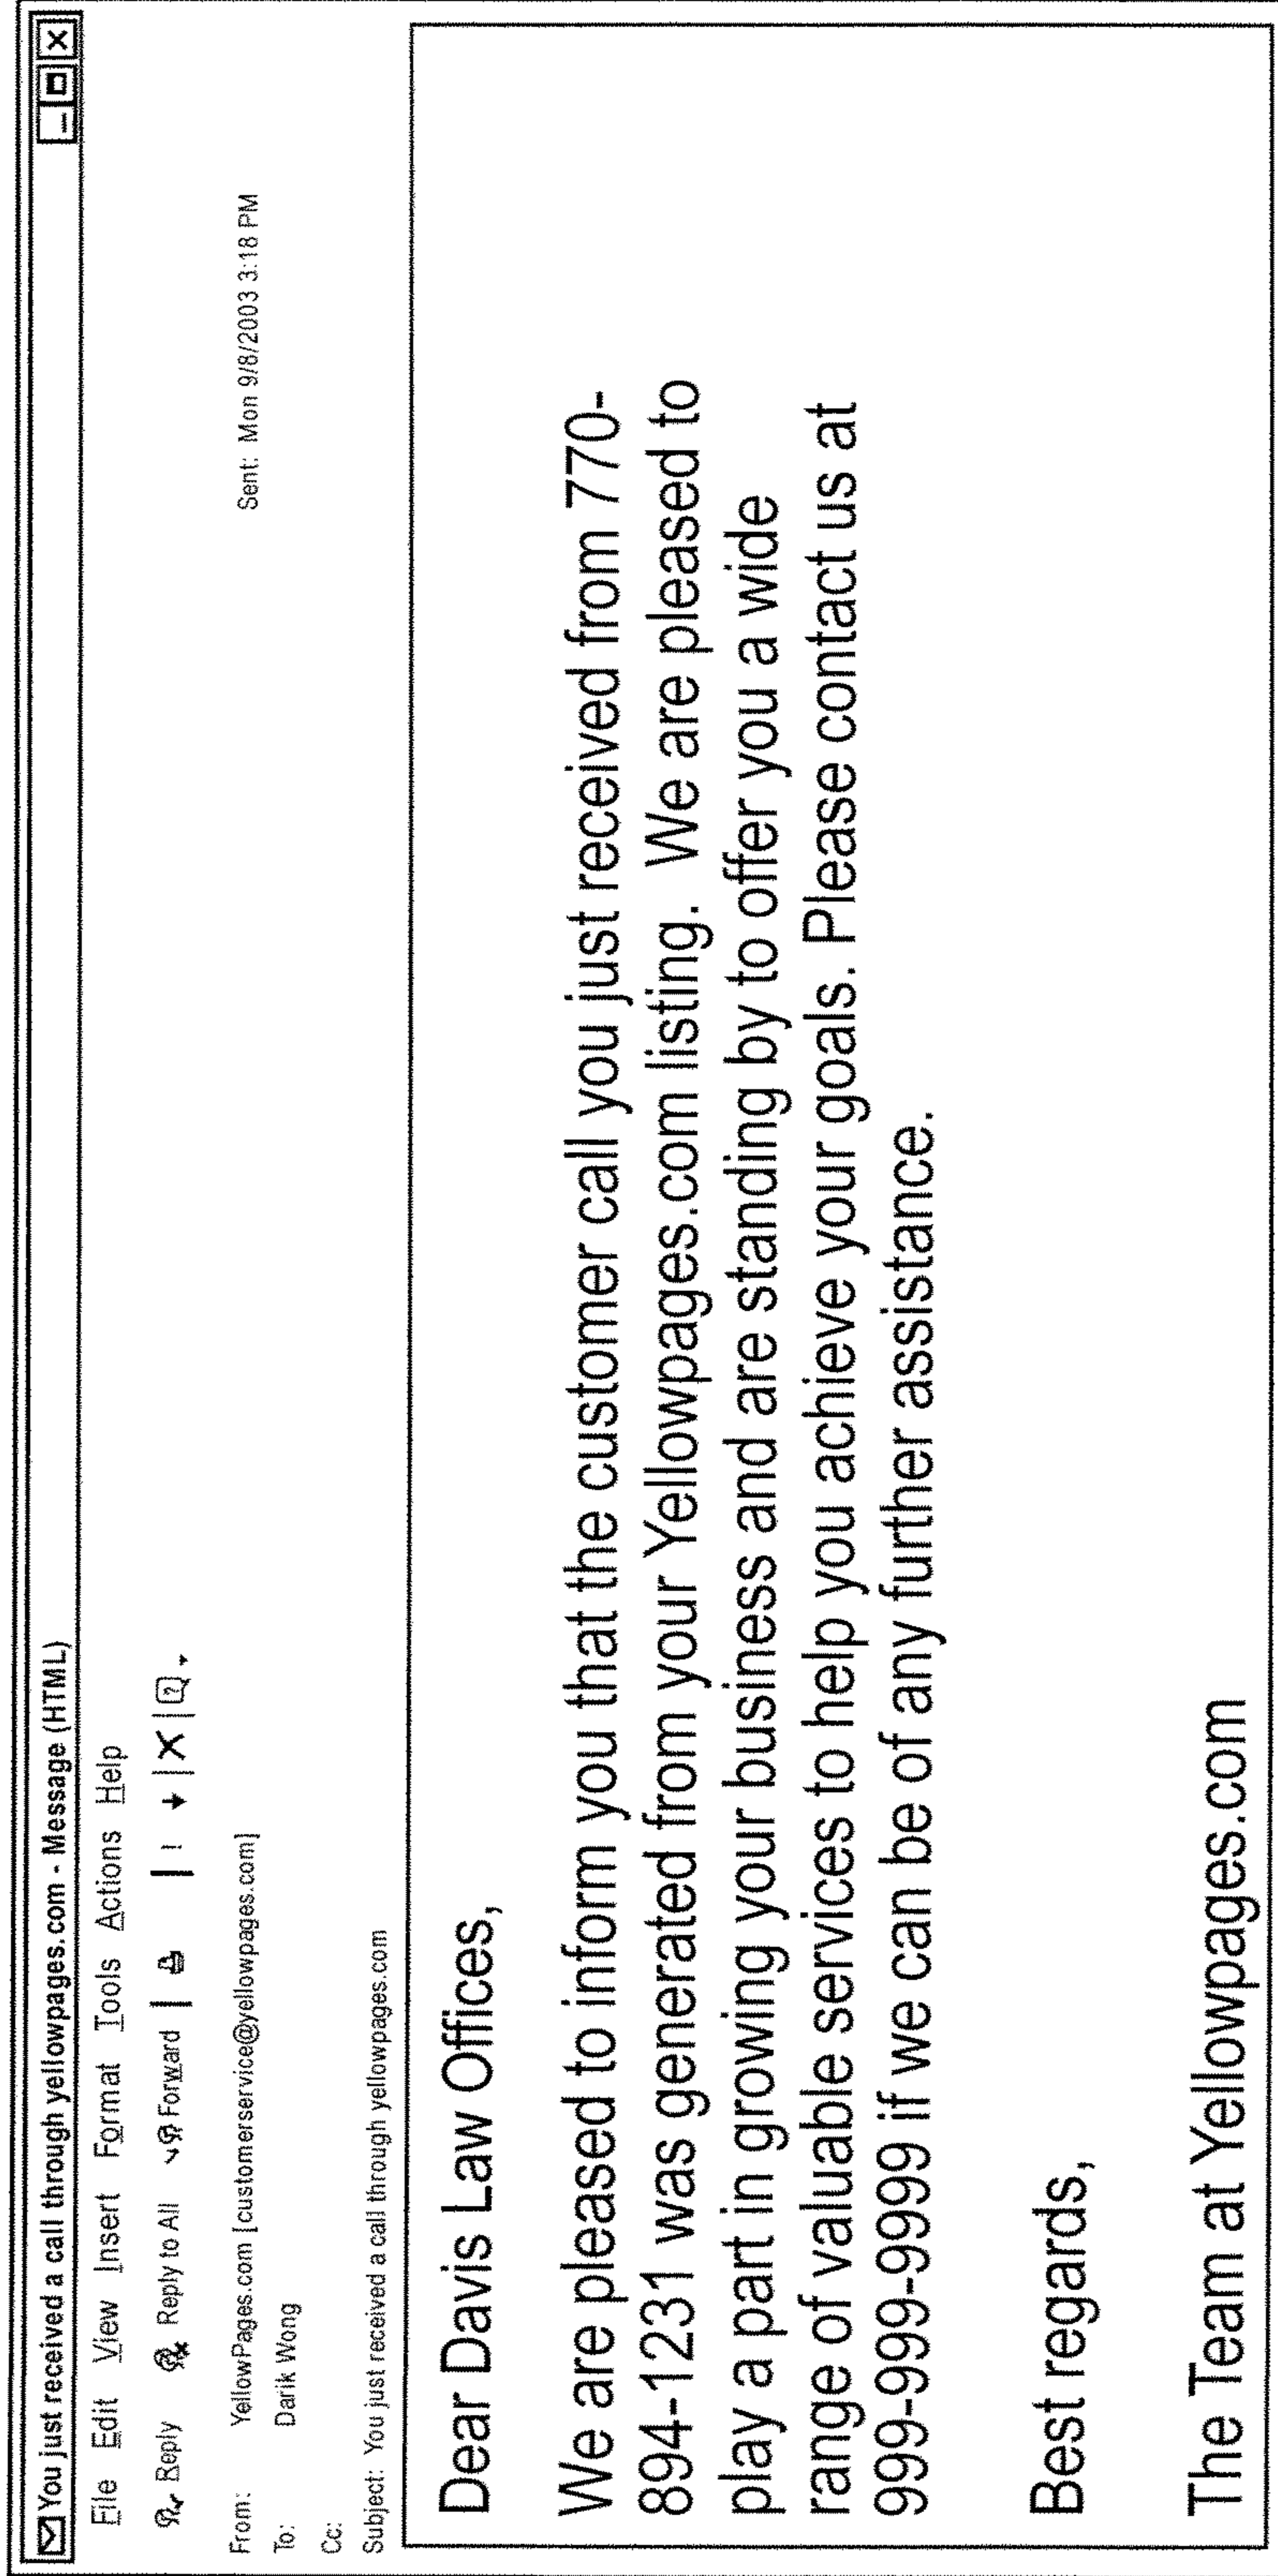 You just received a call through yellowpages.com - Message (HTML)
File Edit View Insert Format Tools Actions Help
Reply Reply to All Forward ! ?
From: YellowPages.com [customerservice@yellowpages.com] Sent: Mon 9/8/2003 3:18 PM
To: Darik Wong
Cc:
Subject: You just received a call through yellowpages.com
Dear Davis Law Offices,
We are pleased to inform you that the customer call you just received from 770-
894-1231 was generated from your Yellowpages.com listing. We are pleased to
play a part in growing your business and are standing by to offer you a wide
range of valuable services to help you achieve your goals. Please contact us at
999-999-9999 if we can be of any further assistance.
Best regards,
The Team at Yellowpages.com